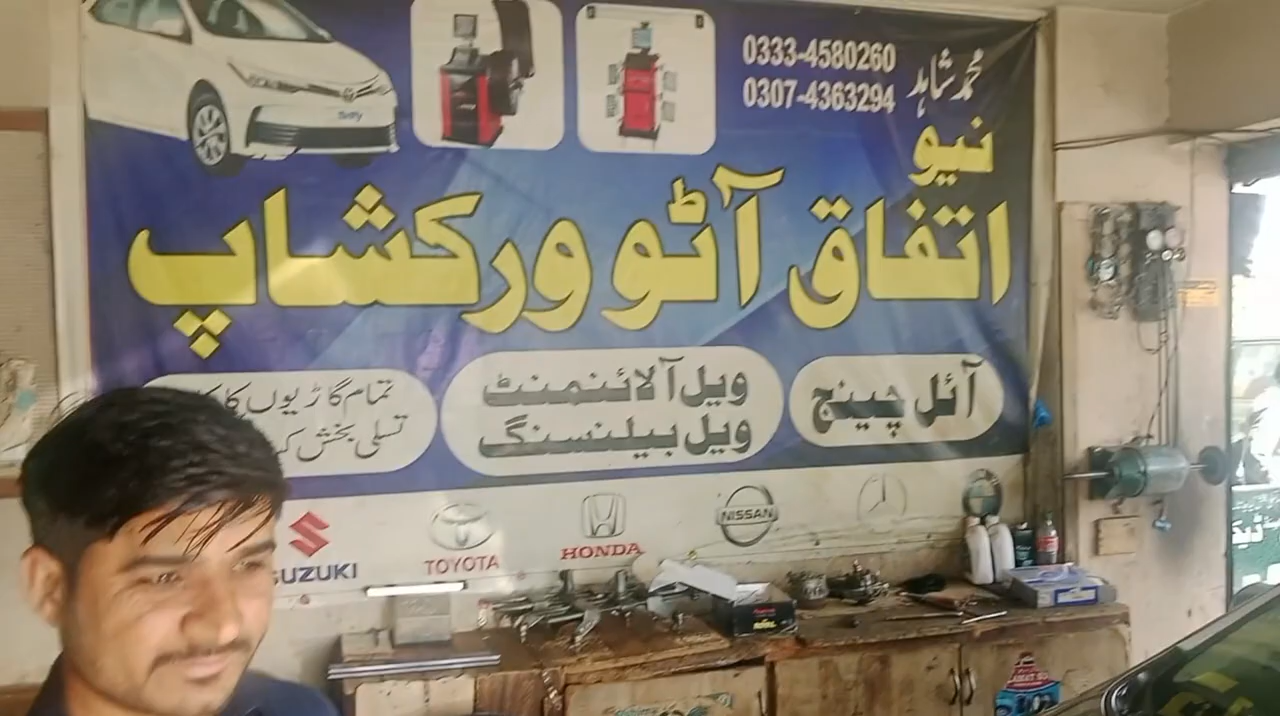 0333-4580260
0307-4363294
محمد شاہد
نیو
اتفاق آٹو ورکشاپ
آئل چینج
ویل آلائنمنٹ
ویل بیلنسنگ
تمام گاڑیوں کا
تسلی بخش
SUZUKI
TOYOTA
HONDA
NISSAN